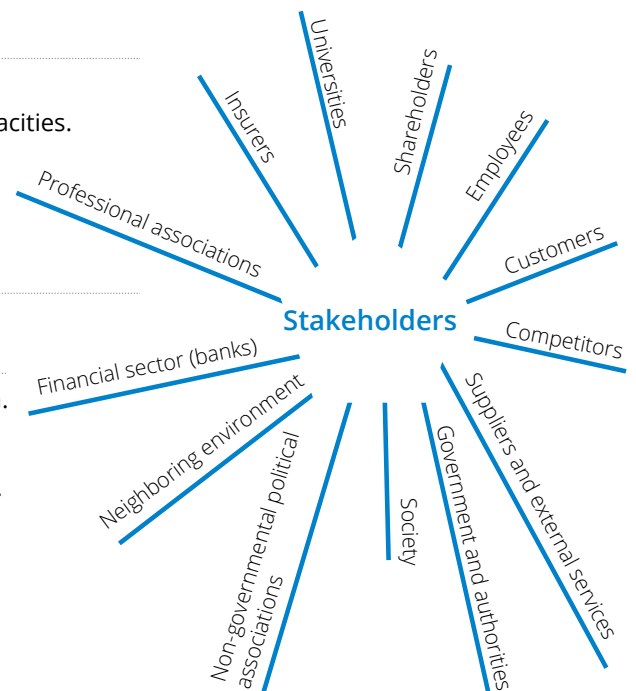 acities.
Universities
Insurers
Shareholders
Employees
Professional associations
Customers
Stakeholders
Competitors
Financial sector (banks)
Neighboring environment
Suppliers and external services
Non-governmental political
associations
Society
Government and authorities